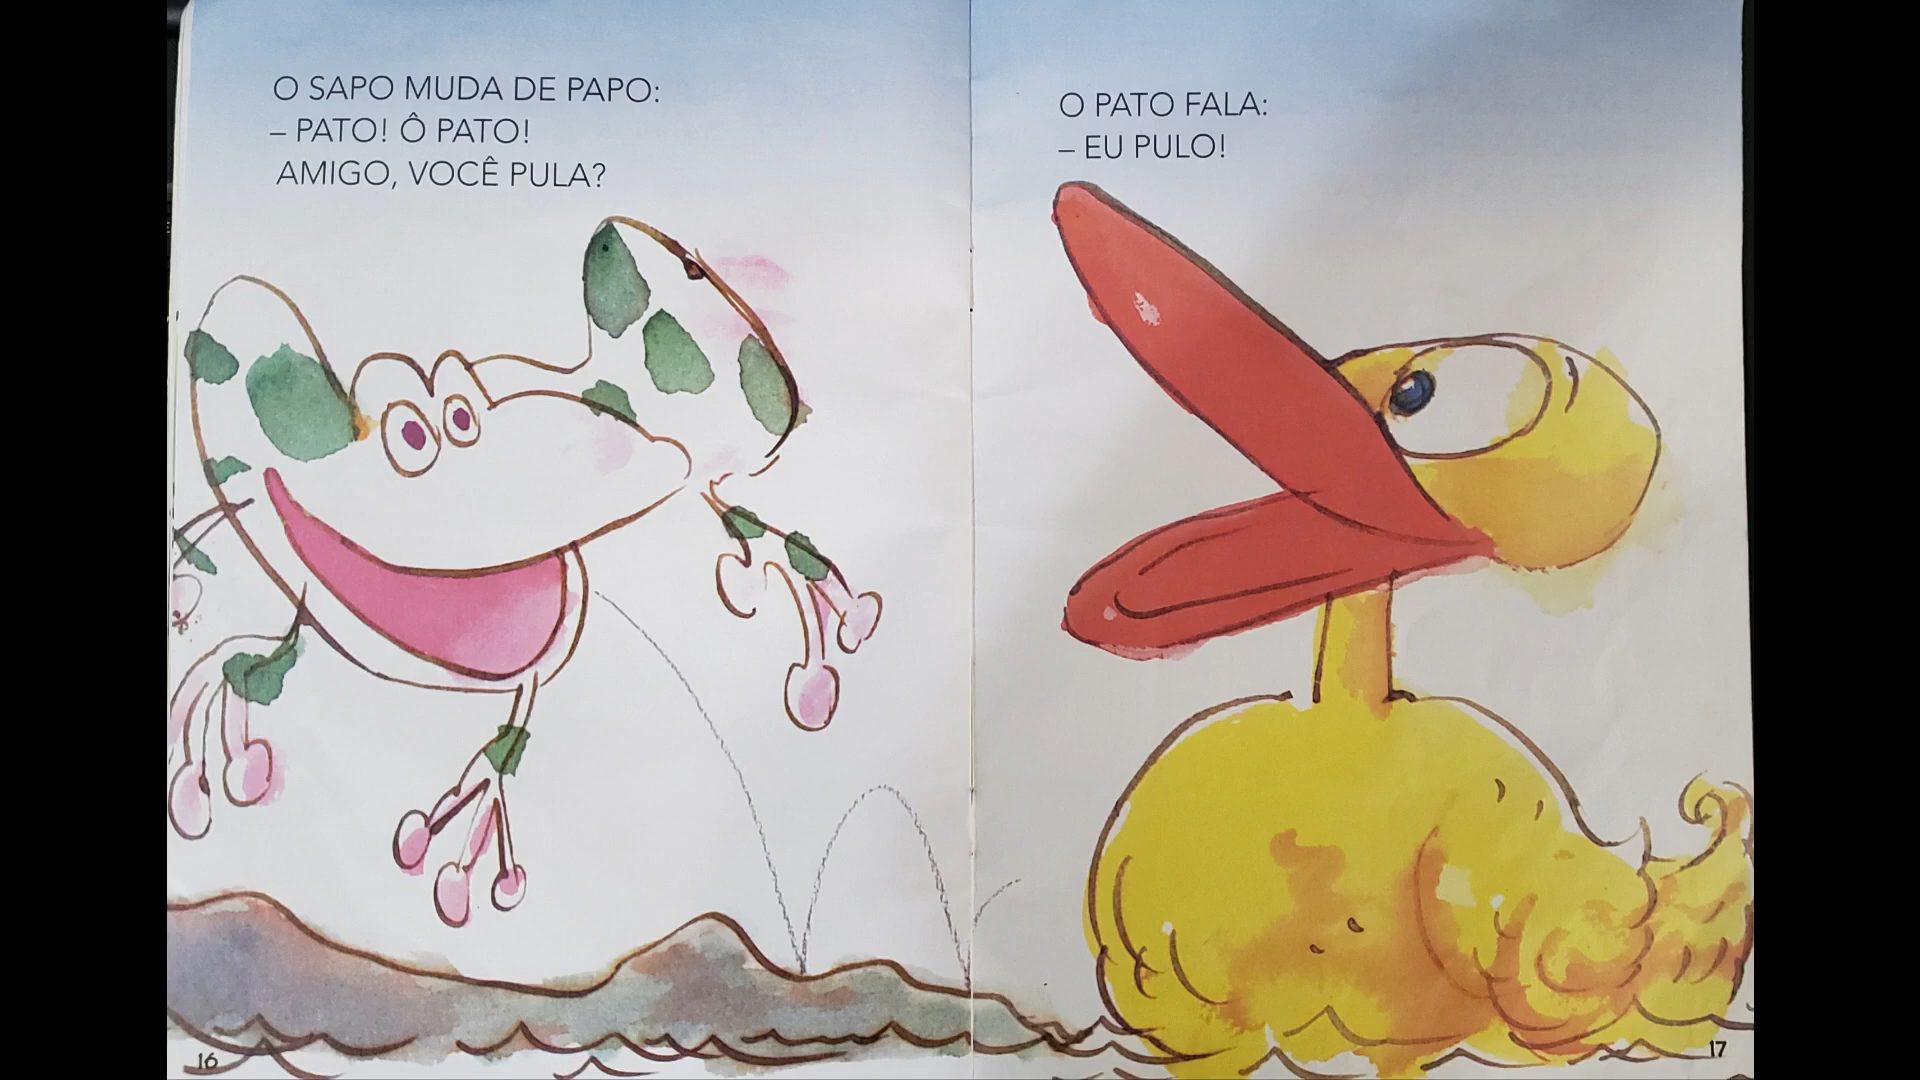 O SAPO MUDA DE PAPO:
– PATO! Ô PATO!
AMIGO, VOCÊ PULA?
16
O PATO FALA:
– EU PULO!
17